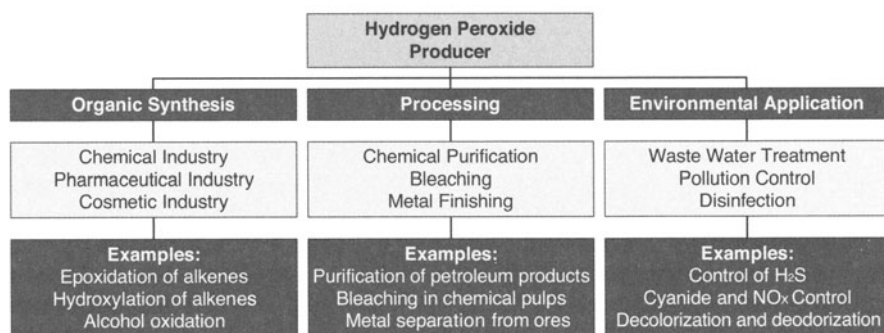 Hydrogen Peroxide
Producer
Organic Synthesis
Chemical Industry
Pharmaceutical Industry
Cosmetic Industry
Examples:
Epoxidation of alkenes
Hydroxylation of alkenes
Alcohol oxidation
Processing
Chemical Purification
Bleaching
Metal Finishing
Examples:
Purification of petroleum products
Bleaching in chemical pulps
Metal separation from ores
Environmental Application
Waste Water Treatment
Pollution Control
Disinfection
Examples:
Control of H₂S
Cyanide and NOx Control
Decolorization and deodorization